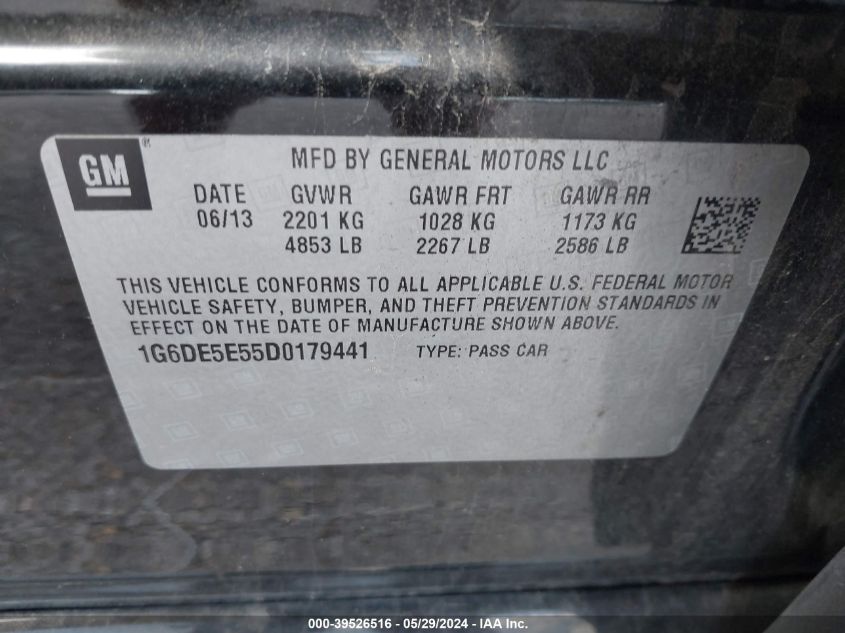 GM®
MFD BY GENERAL MOTORS LLC
DATE GVWR GAWR FRT GAWR RR
06/13 2201 KG 1028 KG 1173 KG
4853 LB 2267 LB 2586 LB
THIS VEHICLE CONFORMS TO ALL APPLICABLE U.S. FEDERAL MOTOR
VEHICLE SAFETY, BUMPER, AND THEFT PREVENTION STANDARDS IN
EFFECT ON THE DATE OF MANUFACTURE SHOWN ABOVE.
1G6DE5E55D0179441 TYPE: PASS CAR
000-39526516 - 05/29/2024 - IAA Inc.